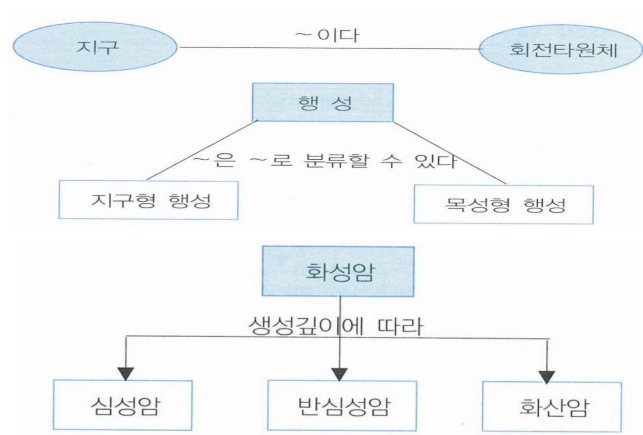 ~이다
지구 회전타원체
행 성
~은 ~로 분류할 수 있다
지구형 행성 목성형 행성
화성암
생성깊이에 따라
심성암 반심성암 화산암